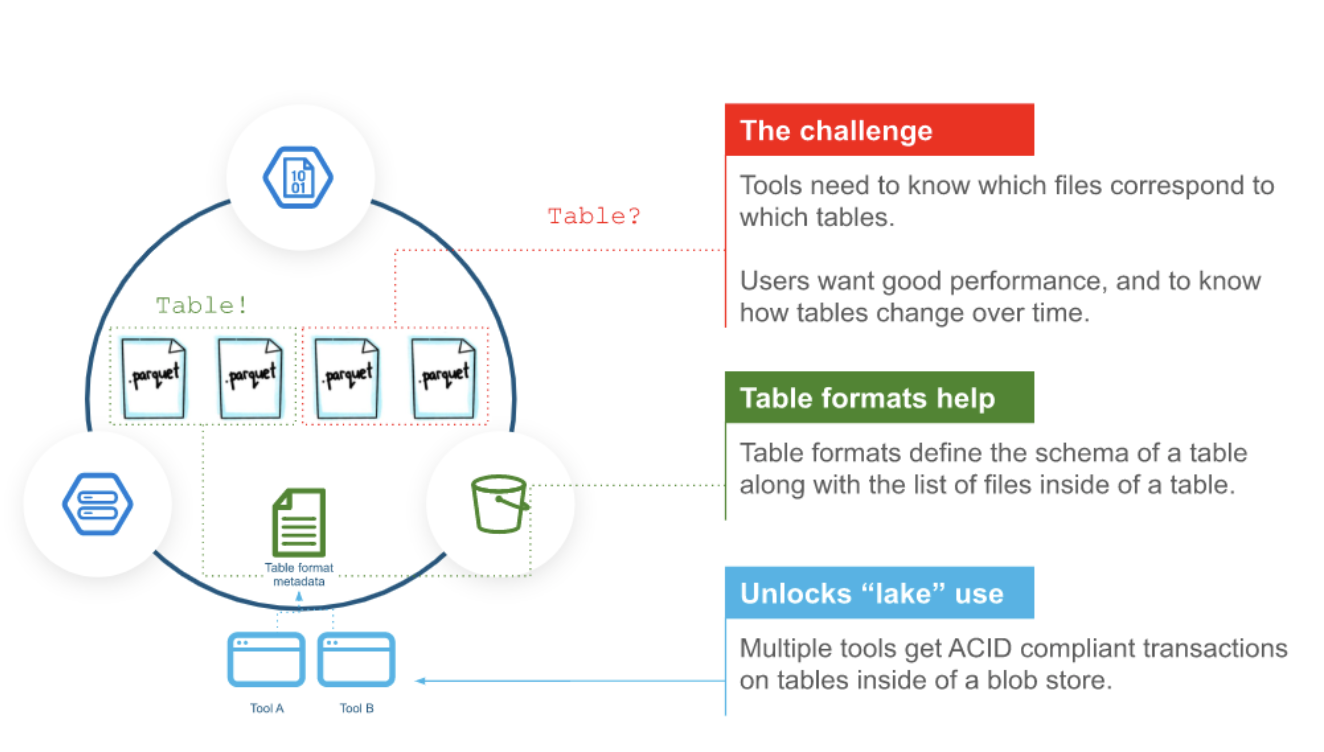 The challenge
Tools need to know which files correspond to
which tables.
Users want good performance, and to know
how tables change over time.
Table?
Table!
.parquet
.parquet
.parquet
.parquet
Table formats help
Table formats define the schema of a table
along with the list of files inside of a table.
10
01
Table format
metadata
Unlocks “lake” use
Multiple tools get ACID compliant transactions
on tables inside of a blob store.
Tool A
Tool B